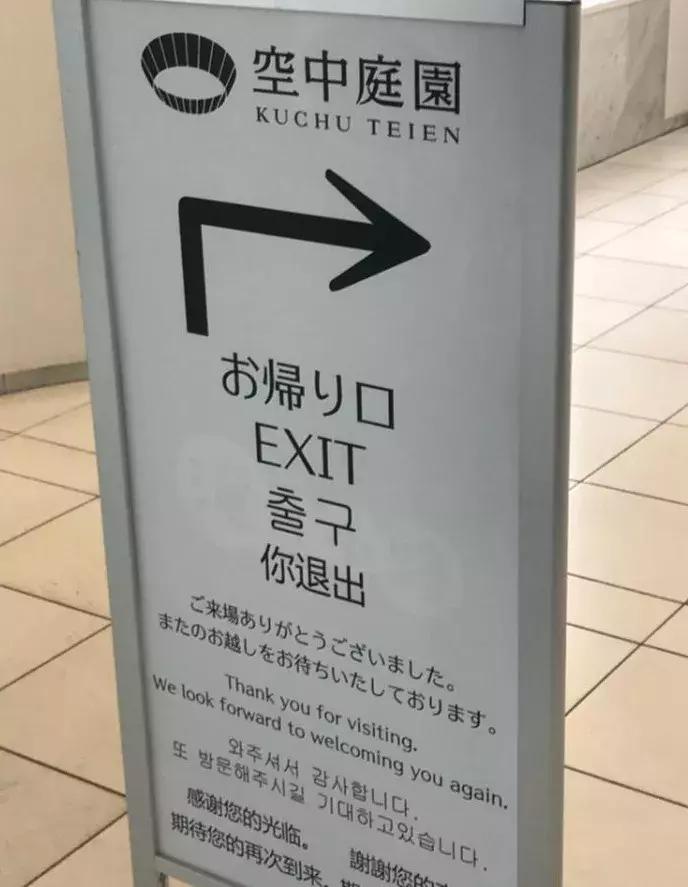 空中庭園
KUCHU TEIEN
お帰り口
EXIT
출구
你退出
ご来場ありがとうございました。
またのお越しをお待ちいたしております。
Thank you for visiting.
We look forward to welcoming you again.
와주셔서 감사합니다.
또 방문해주시길 기대하고있습니다.
感谢您的光临。 謝謝您的
期待您的再次到来。